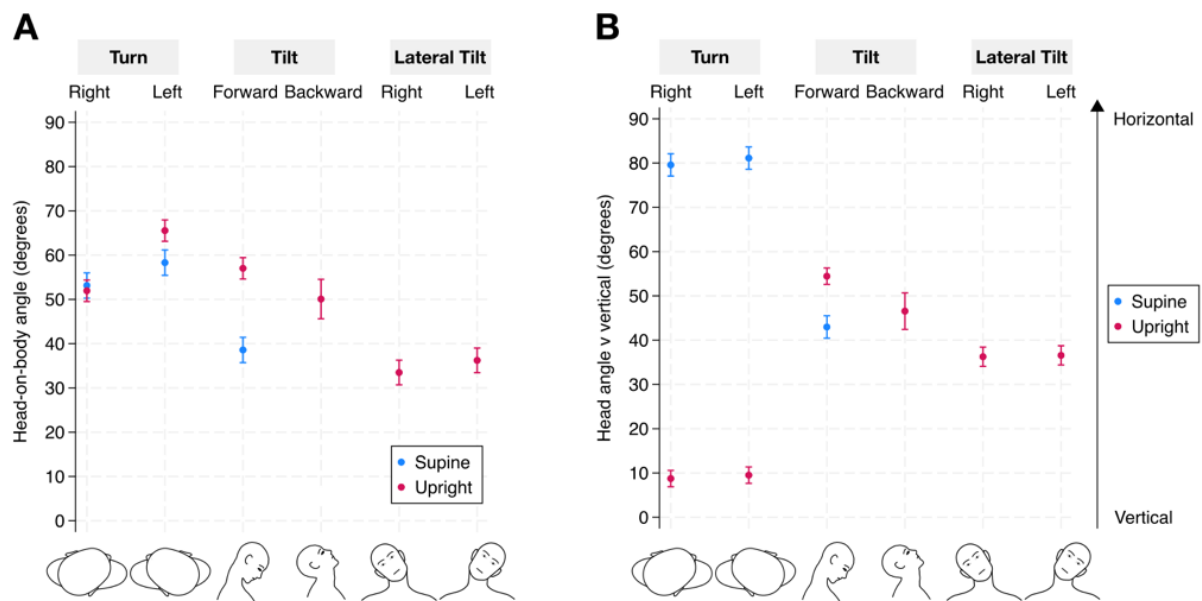 A
Turn Tilt Lateral Tilt
Right Left Forward Backward Right Left
Head-on-body angle (degrees)
90
80
70
60
50
40
30
20
10
0
Supine
Upright
B
Turn Tilt Lateral Tilt
Right Left Forward Backward Right Left
Head angle v vertical (degrees)
90
80
70
60
50
40
30
20
10
0
Horizontal
Supine
Upright
Vertical